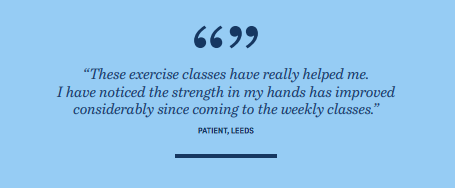 “These exercise classes have really helped me.
I have noticed the strength in my hands has improved
considerably since coming to the weekly classes.”
PATIENT, LEEDS